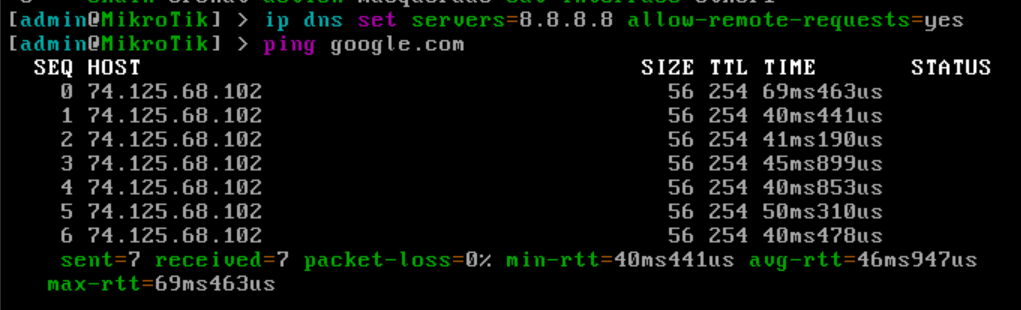 [admin@MikroTik] > ip dns set servers=8.8.8.8 allow-remote-requests=yes
[admin@MikroTik] > ping google.com
SEQ HOST SIZE TTL TIME STATUS
0 74.125.68.102 56 254 69ms463us
1 74.125.68.102 56 254 40ms441us
2 74.125.68.102 56 254 41ms190us
3 74.125.68.102 56 254 45ms899us
4 74.125.68.102 56 254 40ms853us
5 74.125.68.102 56 254 50ms310us
6 74.125.68.102 56 254 40ms478us
sent=7 received=7 packet-loss=0% min-rtt=40ms441us avg-rtt=46ms947us
max-rtt=69ms463us